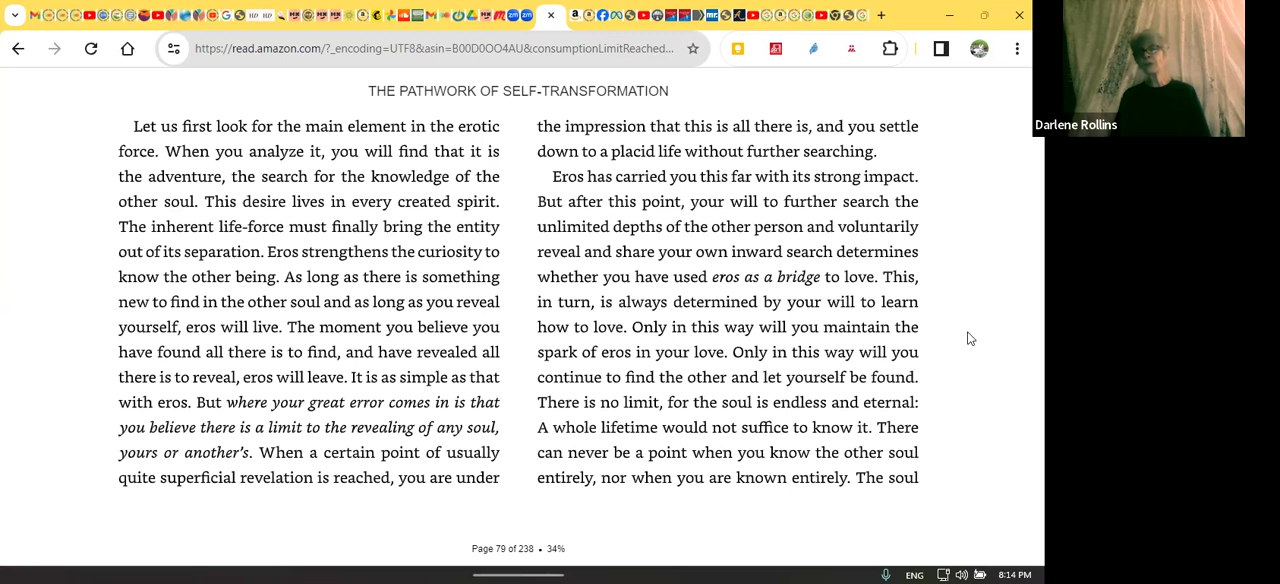 https://read.amazon.com/?_encoding=UTF8&asin=B00D0OO4AU&consumptionLimitReached...
Darlene Rollins
THE PATHWORK OF SELF-TRANSFORMATION
Let us first look for the main element in the erotic
force. When you analyze it, you will find that it is
the adventure, the search for the knowledge of the
other soul. This desire lives in every created spirit.
The inherent life-force must finally bring the entity
out of its separation. Eros strengthens the curiosity to
know the other being. As long as there is something
new to find in the other soul and as long as you reveal
yourself, eros will live. The moment you believe you
have found all there is to find, and have revealed all
there is to reveal, eros will leave. It is as simple as that
with eros. But where your great error comes in is that
you believe there is a limit to the revealing of any soul,
yours or another's. When a certain point of usually
quite superficial revelation is reached, you are under
the impression that this is all there is, and you settle
down to a placid life without further searching.
Eros has carried you this far with its strong impact.
But after this point, your will to further search the
unlimited depths of the other person and voluntarily
reveal and share your own inward search determines
whether you have used eros as a bridge to love. This,
in turn, is always determined by your will to learn
how to love. Only in this way will you maintain the
spark of eros in your love. Only in this way will you
continue to find the other and let yourself be found.
There is no limit, for the soul is endless and eternal:
A whole lifetime would not suffice to know it. There
can never be a point when you know the other soul
entirely, nor when you are known entirely. The soul
Page 79 of 238 • 34%
ENG
8:14 PM